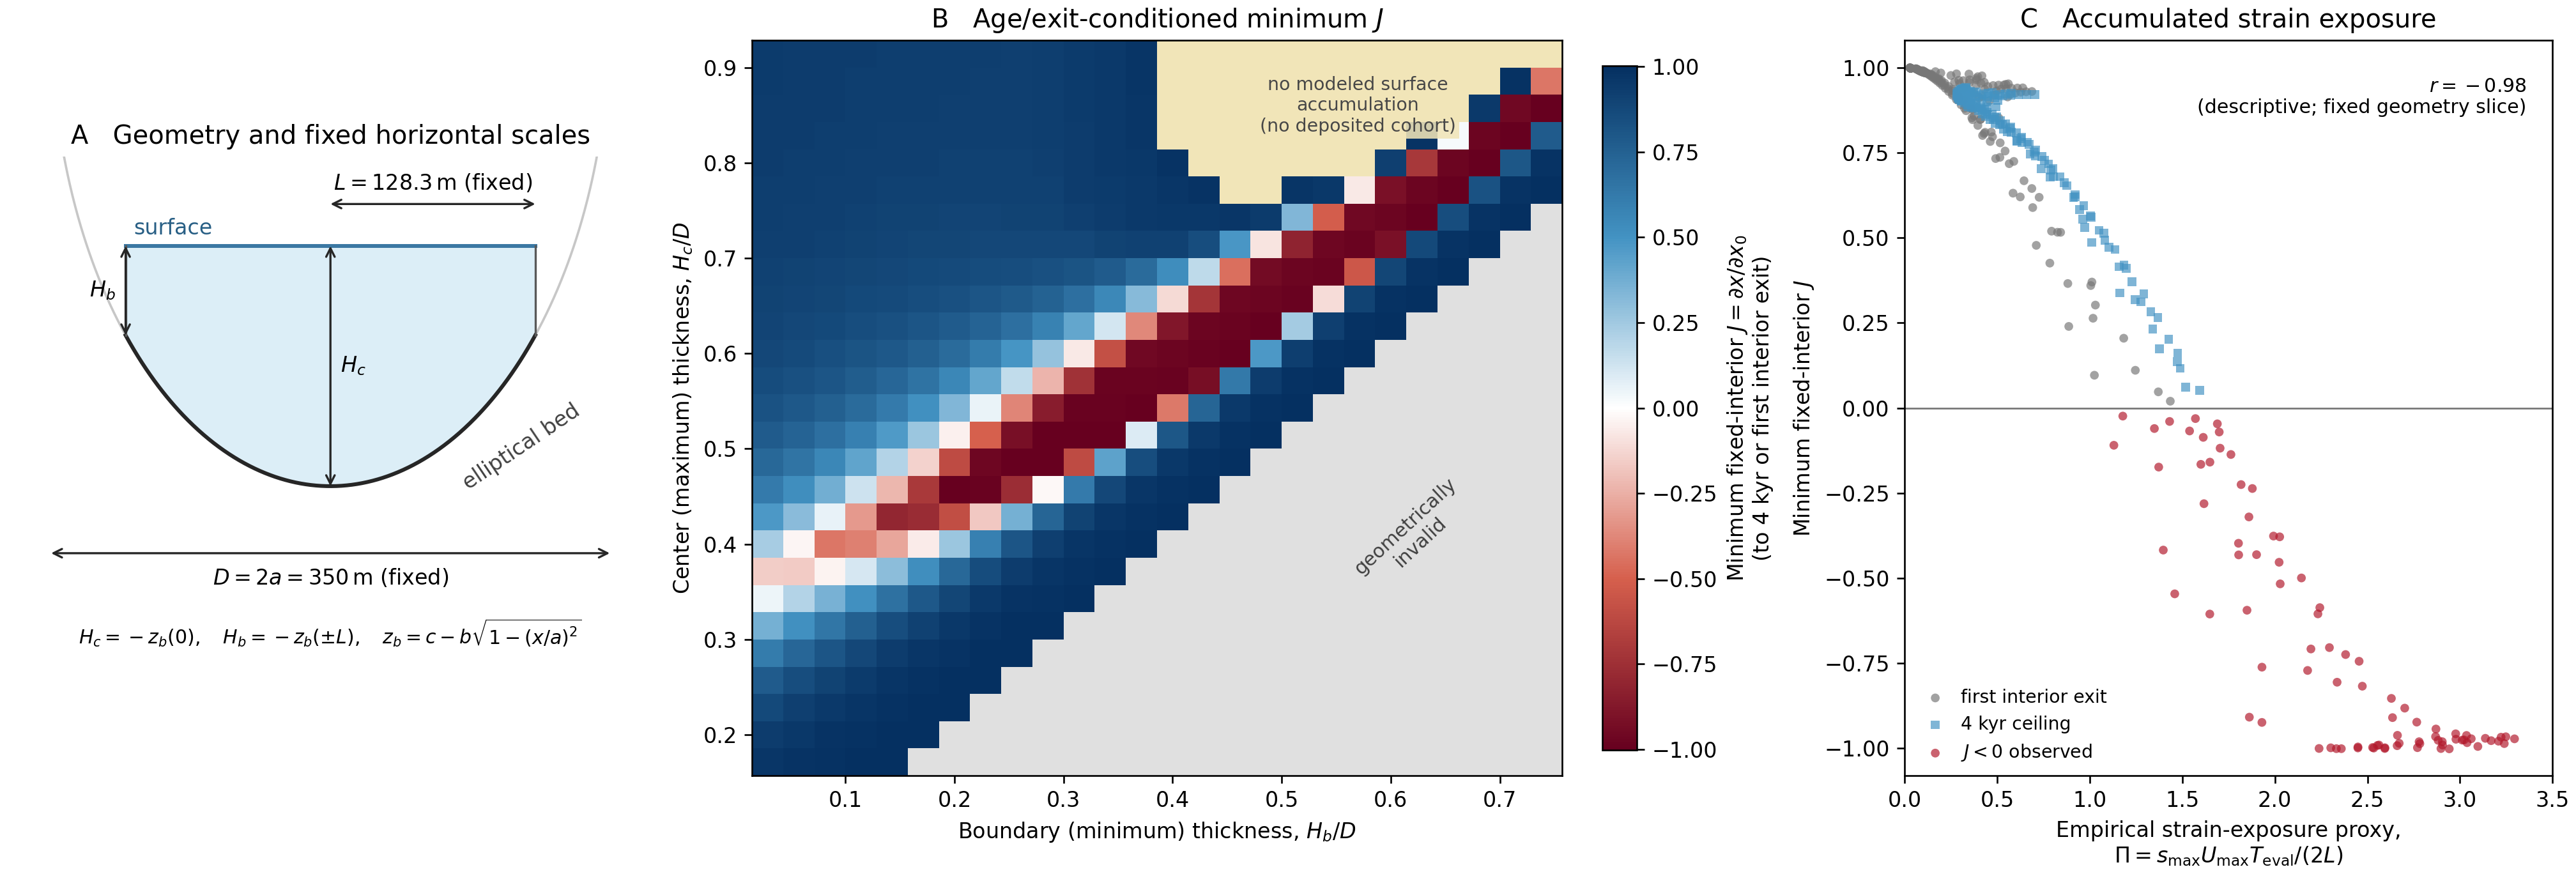 A Geometry and fixed horizontal scales
L = 128.3 m (fixed)
surface
H_b
H_c
elliptical bed
D = 2a = 350 m (fixed)
H_c = −z_b(0), H_b = −z_b(±L), z_b = c − b√1 − (x/a)²
B Age/exit-conditioned minimum J
Center (maximum) thickness, H_c/D
0.9
0.8
0.7
0.6
0.5
0.4
0.3
0.2
no modeled surface
accumulation
(no deposited cohort)
geometrically
invalid
0.1 0.2 0.3 0.4 0.5 0.6 0.7
Boundary (minimum) thickness, H_b/D
1.00
0.75
0.50
0.25
0.00
−0.25
−0.50
−0.75
−1.00
Minimum fixed-interior J = ∂x/∂x₀
(to 4 kyr or first interior exit)
C Accumulated strain exposure
Minimum fixed-interior J
1.00
0.75
0.50
0.25
0.00
−0.25
−0.50
−0.75
−1.00
r = −0.98
(descriptive; fixed geometry slice)
first interior exit
4 kyr ceiling
J < 0 observed
0.0 0.5 1.0 1.5 2.0 2.5 3.0 3.5
Empirical strain-exposure proxy,
Π = s_max U_max T_eval/(2L)